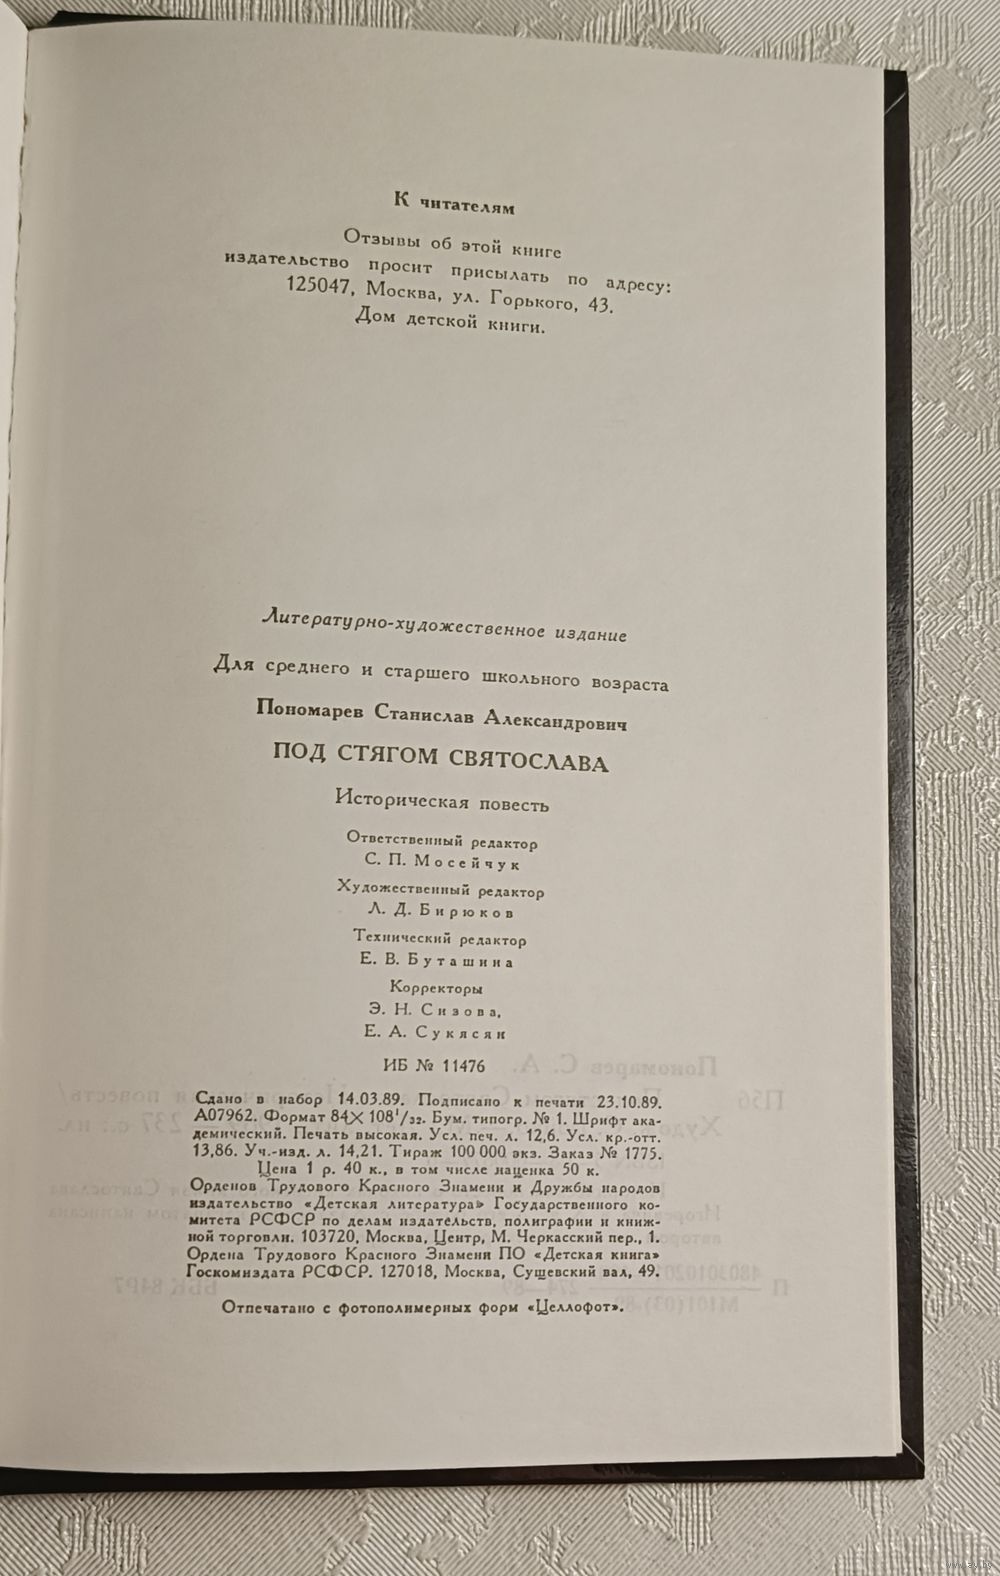 К читателям
Отзывы об этой книге
издательство просит присылать по адресу:
125047, Москва, ул. Горького, 43.
Дом детской книги.
Литературно-художественное издание
Для среднего и старшего школьного возраста
Пономарев Станислав Александрович
ПОД СТЯГОМ СВЯТОСЛАВА
Историческая повесть
Ответственный редактор
С. П. Мосейчук
Художественный редактор
Л. Д. Бирюков
Технический редактор
Е. В. Буташина
Корректоры
Э. Н. Сизова,
Е. А. Сукясян
ИБ № 11476
Сдано в набор 14.03.89. Подписано к печати 23.10.89.
А07962. Формат 84×108¹/₃₂. Бум. типогр. № 1. Шрифт ака-
демический. Печать высокая. Усл. печ. л. 12,6. Усл. кр.-отт.
13,86. Уч.-изд. л. 14,21. Тираж 100 000 экз. Заказ № 1775.
Цена 1 р. 40 к., в том числе наценка 50 к.
Орденов Трудового Красного Знамени и Дружбы народов
издательство «Детская литература» Государственного ко-
митета РСФСР по делам издательств, полиграфии и книж-
ной торговли. 103720, Москва, Центр, М. Черкасский пер., 1.
Ордена Трудового Красного Знамени ПО «Детская книга»
Госкомиздата РСФСР. 127018, Москва, Сущевский вал, 49.
Отпечатано с фотополимерных форм «Целлофот».